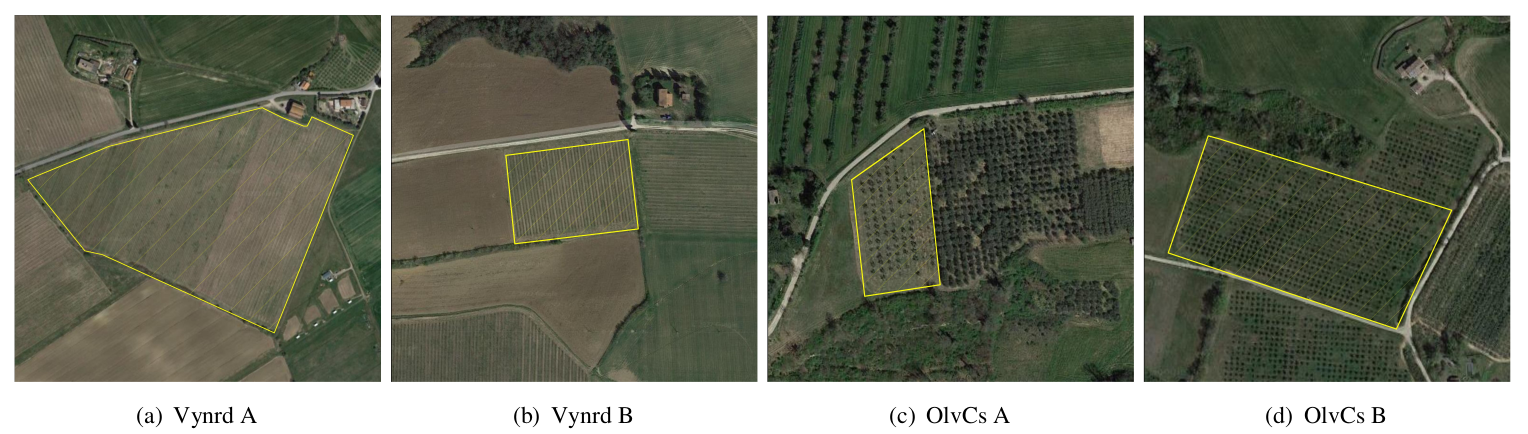 (a) Vynrd A
(b) Vynrd B
(c) OlvCs A
(d) OlvCs B